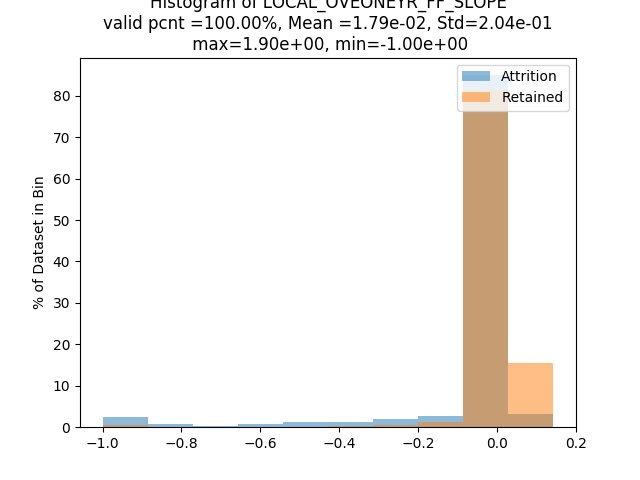 Histogram of LOCAL_OVEONEYR_FF_SLOPE
valid pcnt =100.00%, Mean =1.79e-02, Std=2.04e-01
max=1.90e+00, min=-1.00e+00
Attrition
Retained
% of Dataset in Bin
80
70
60
50
40
30
20
10
0
−1.0 −0.8 −0.6 −0.4 −0.2 0.0 0.2